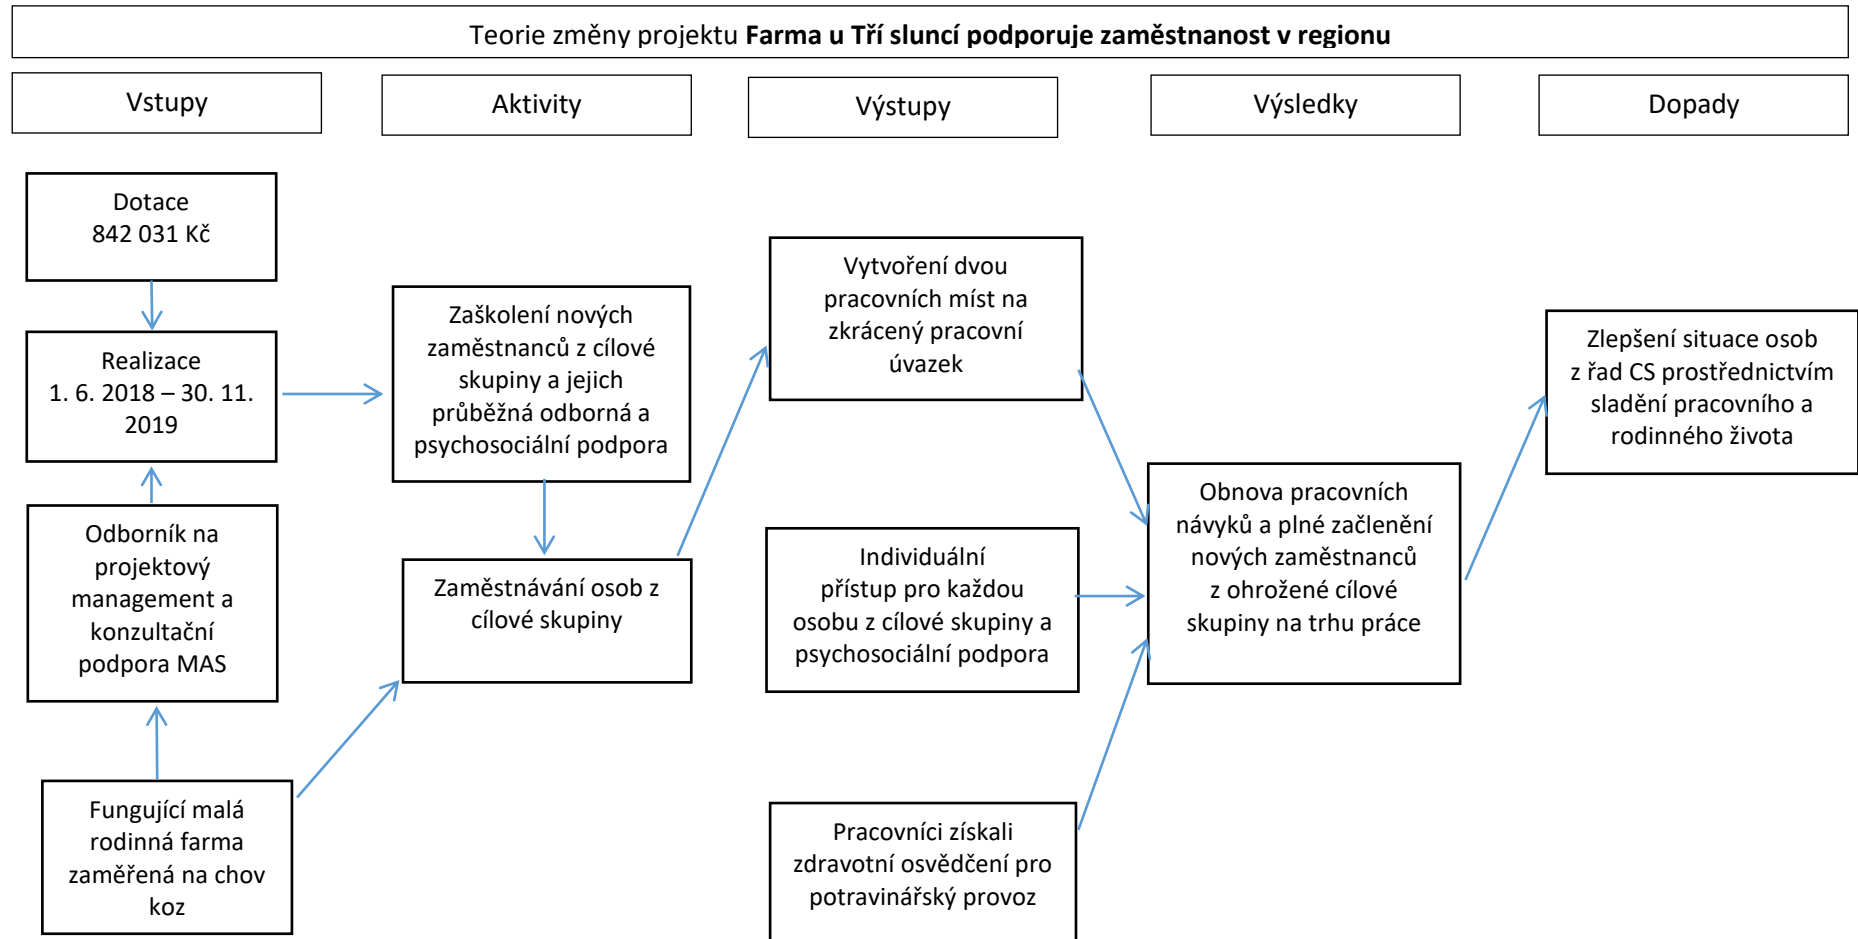 Teorie změny projektu Farma u Tří sluncí podporuje zaměstnanost v regionu
Vstupy
Aktivity
Výstupy
Výsledky
Dopady
Dotace
842 031 Kč
Realizace
1. 6. 2018 – 30. 11.
2019
Odborník na
projektový
management a
konzultační
podpora MAS
Fungující malá
rodinná farma
zaměřená na chov
koz
Zaškolení nových
zaměstnanců z cílové
skupiny a jejich
průběžná odborná a
psychosociální podpora
Zaměstnávání osob z
cílové skupiny
Vytvoření dvou
pracovních míst na
zkrácený pracovní
úvazek
Individuální
přístup pro každou
osobu z cílové skupiny a
psychosociální podpora
Pracovníci získali
zdravotní osvědčení pro
potravinářský provoz
Obnova pracovních
návyků a plné začlenění
nových zaměstnanců
z ohrožené cílové
skupiny na trhu práce
Zlepšení situace osob
z řad CS prostřednictvím
sladění pracovního a
rodinného života